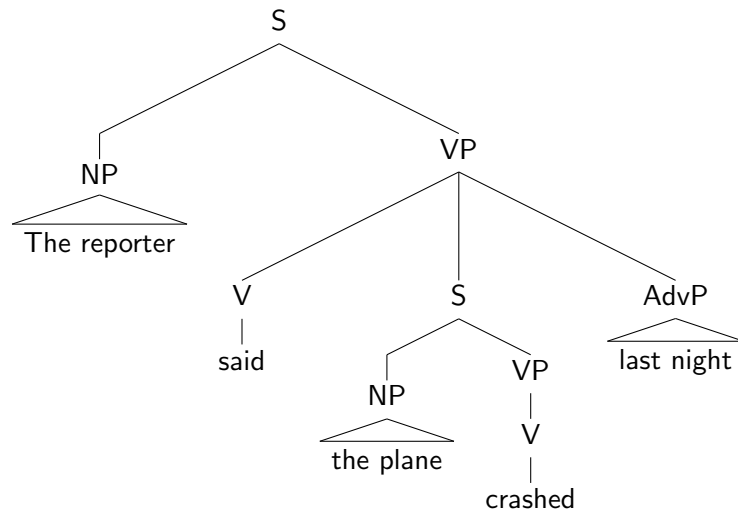 S
NP VP
The reporter
V S AdvP
said NP VP last night
the plane V
crashed